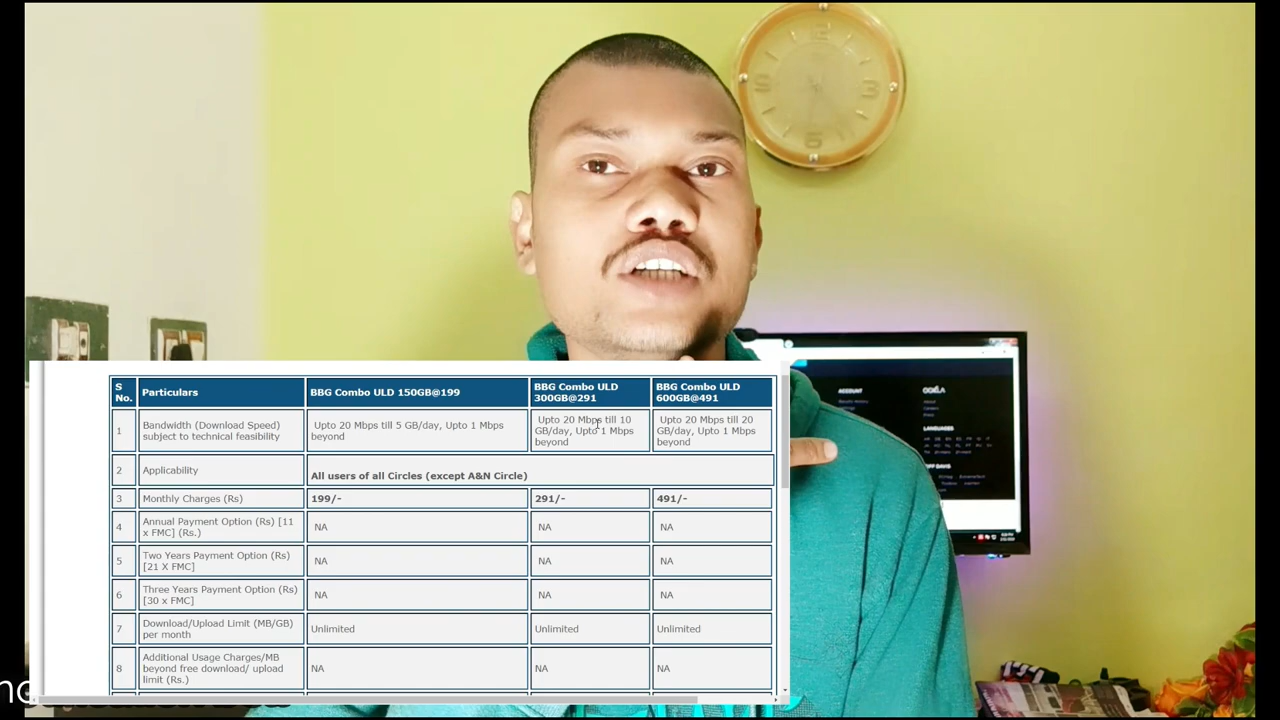 S No.
Particulars
BBG Combo ULD 150GB@199
BBG Combo ULD
300GB@291
BBG Combo ULD
600GB@491
1
Bandwidth (Download Speed)
subject to technical feasibility
Upto 20 Mbps till 5 GB/day, Upto 1 Mbps
beyond
Upto 20 Mbps till 10
GB/day, Upto 1 Mbps
beyond
Upto 20 Mbps till 20
GB/day, Upto 1 Mbps
beyond
2
Applicability
All users of all Circles (except A&N Circle)
3
Monthly Charges (Rs)
199/-
291/-
491/-
4
Annual Payment Option (Rs) [11
x FMC] (Rs.)
NA
NA
NA
5
Two Years Payment Option (Rs)
[21 X FMC]
NA
NA
NA
6
Three Years Payment Option (Rs)
[30 x FMC]
NA
NA
NA
7
Download/Upload Limit (MB/GB)
per month
Unlimited
Unlimited
Unlimited
8
Additional Usage Charges/MB
beyond free download/ upload
limit (Rs.)
NA
NA
NA
12
3
ACCOUNT
LANGUAGES